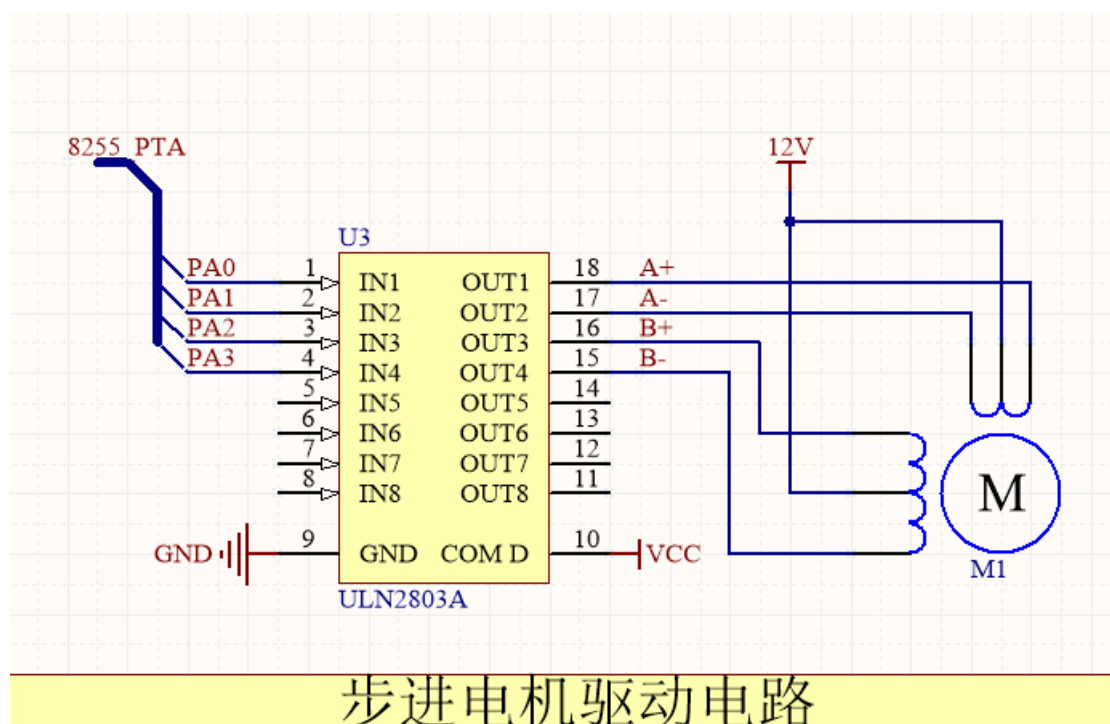 8255 PTA
12V
U3
PA0 1 IN1 OUT1 18 A+
PA1 2 IN2 OUT2 17 A-
PA2 3 IN3 OUT3 16 B+
PA3 4 IN4 OUT4 15 B-
5 IN5 OUT5 14
6 IN6 OUT6 13
7 IN7 OUT7 12
8 IN8 OUT8 11
M
GND 9 GND COM D 10 VCC
M1
ULN2803A
步进电机驱动电路